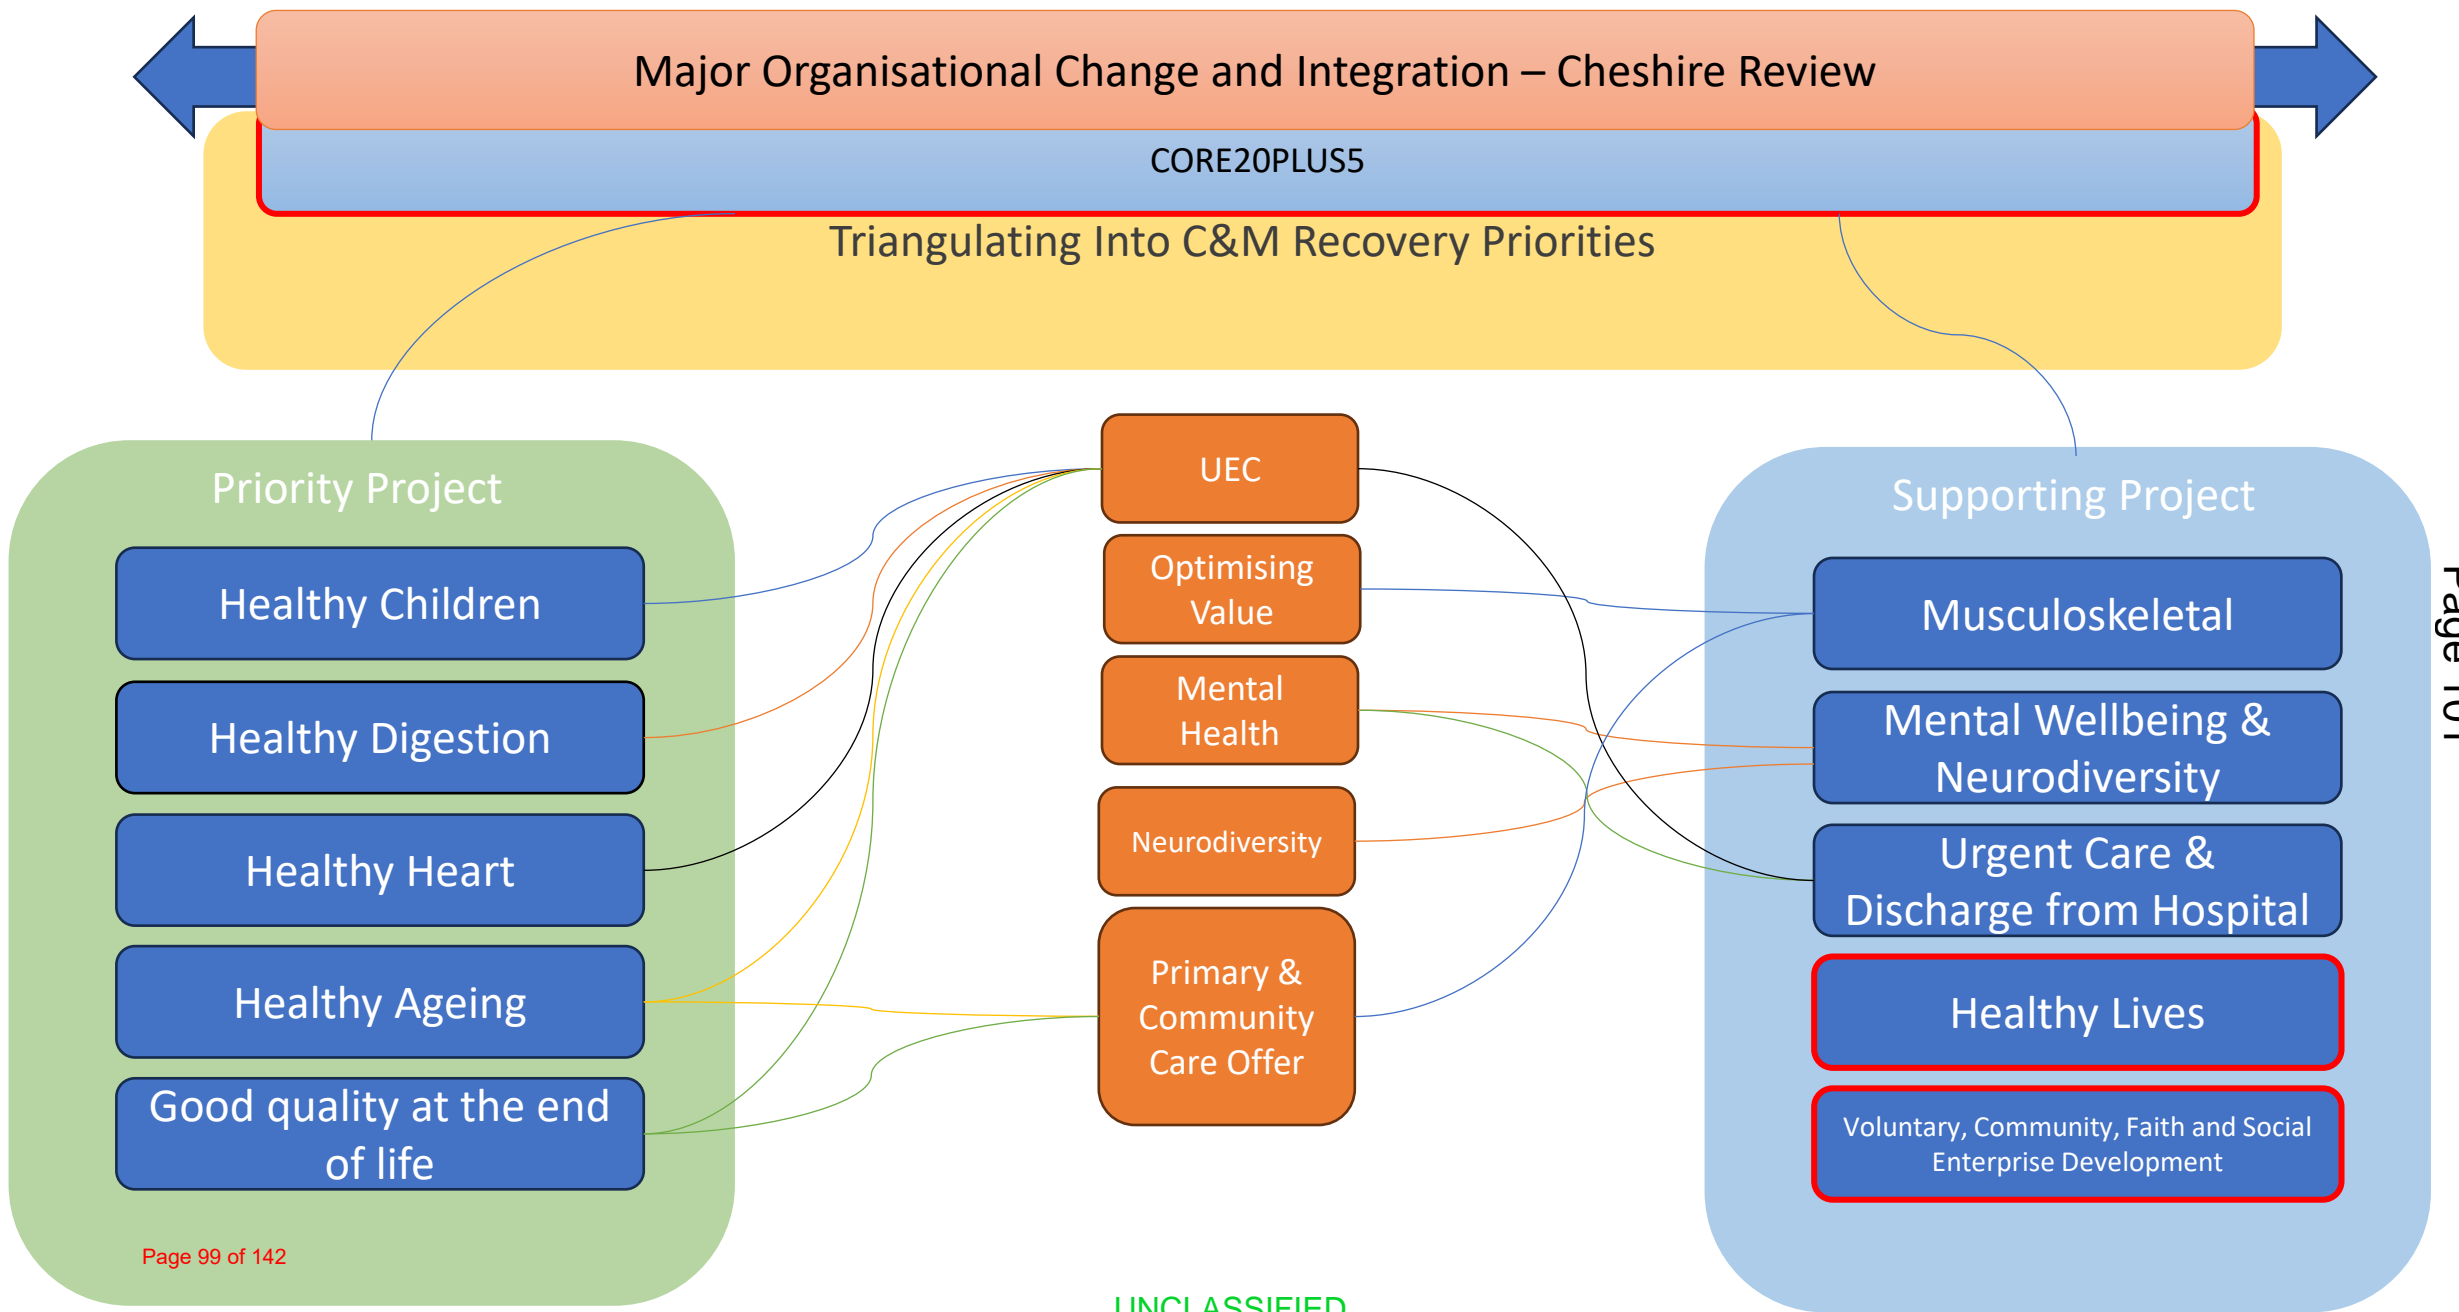 Major Organisational Change and Integration – Cheshire Review
CORE20PLUS5
Triangulating Into C&M Recovery Priorities
Priority Project
Healthy Children
Healthy Digestion
Healthy Heart
Healthy Ageing
Good quality at the end
of life
UEC
Optimising
Value
Mental
Health
Neurodiversity
Primary &
Community
Care Offer
Supporting Project
Musculoskeletal
Mental Wellbeing &
Neurodiversity
Urgent Care &
Discharge from Hospital
Healthy Lives
Voluntary, Community, Faith and Social
Enterprise Development
Page 101
Page 99 of 142
UNCLASSIFIED